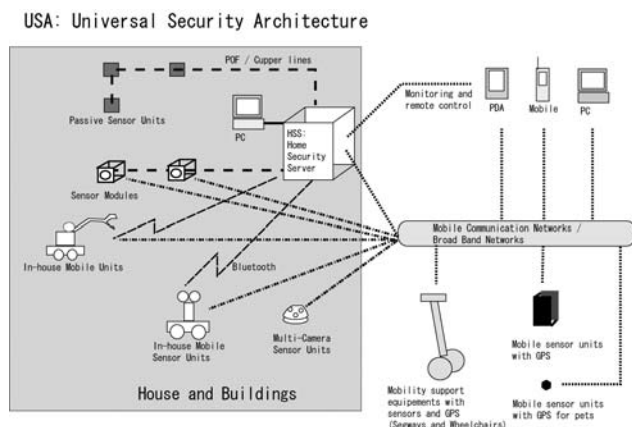 USA: Universal Security Architecture
POF / Cupper lines
Passive Sensor Units
PC
HSS:
Home
Security
Server
Monitoring and
remote control
PDA
Mobile
PC
Sensor Modules
Mobile Communication Networks /
Broad Band Networks
In-house Mobile Units
Bluetooth
In-house Mobile
Sensor Units
Multi-Camera
Sensor Units
Mobile sensor units
with GPS
House and Buildings
Mobility support
equipements with
sensors and GPS
(Segways and Wheelchairs)
Mobile sensor units
with GPS for pets